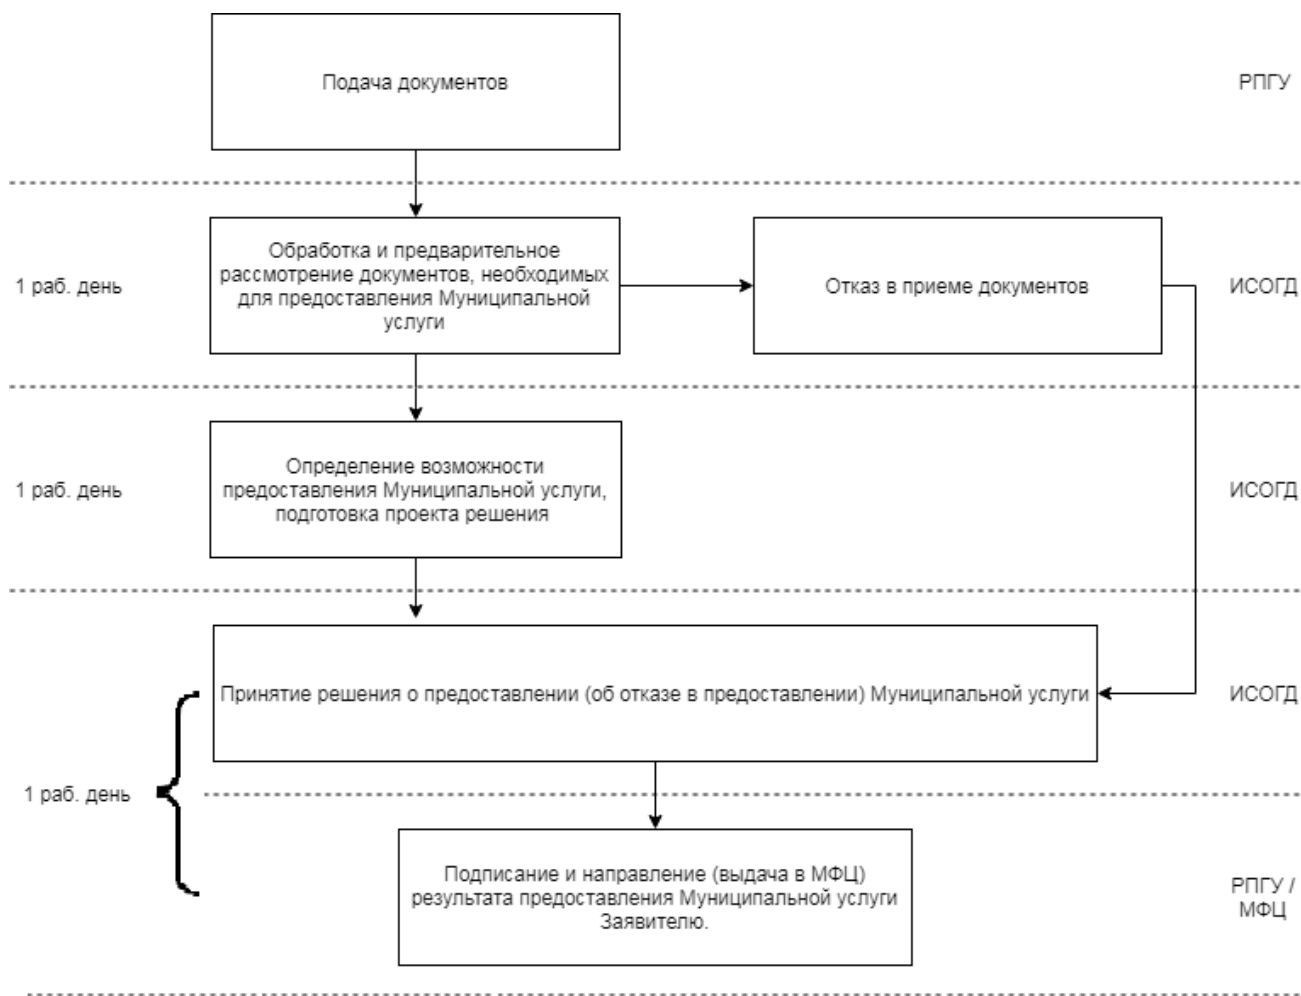 Подача документов
РПГУ
1 раб. день
Обработка и предварительное
рассмотрение документов, необходимых
для предоставления Муниципальной
услуги
Отказ в приеме документов
ИСОГД
1 раб. день
Определение возможности
предоставления Муниципальной услуги,
подготовка проекта решения
ИСОГД
Принятие решения о предоставлении (об отказе в предоставлении) Муниципальной услуги
ИСОГД
1 раб. день
Подписание и направление (выдача в МФЦ)
результата предоставления Муниципальной услуги
Заявителю.
РПГУ /
МФЦ